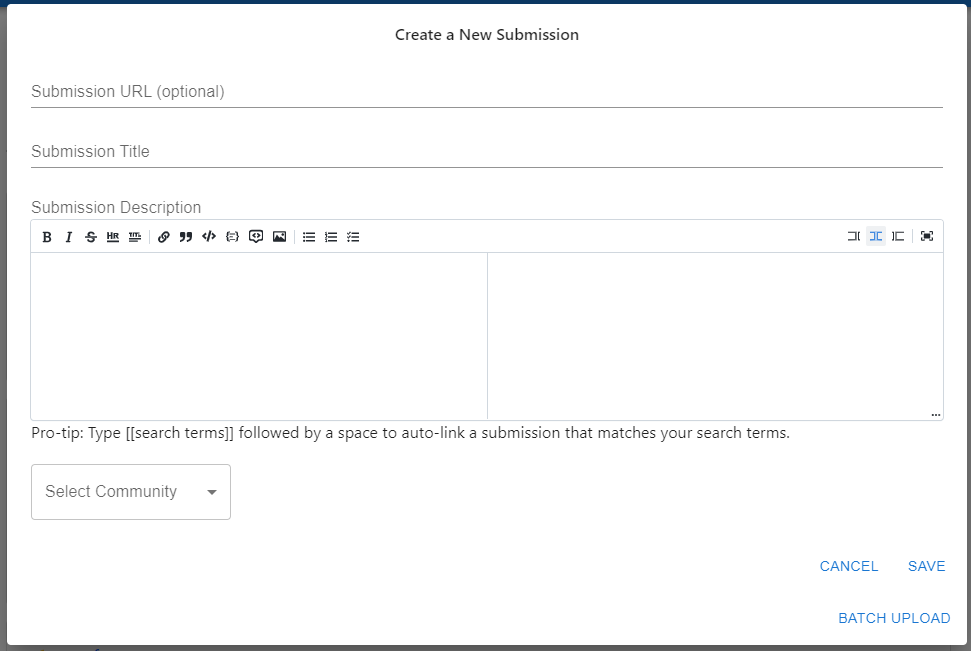 Create a New Submission
Submission URL (optional)
Submission Title
Submission Description
B I S HR TITL
Pro-tip: Type [[search terms]] followed by a space to auto-link a submission that matches your search terms.
Select Community
CANCEL SAVE
BATCH UPLOAD